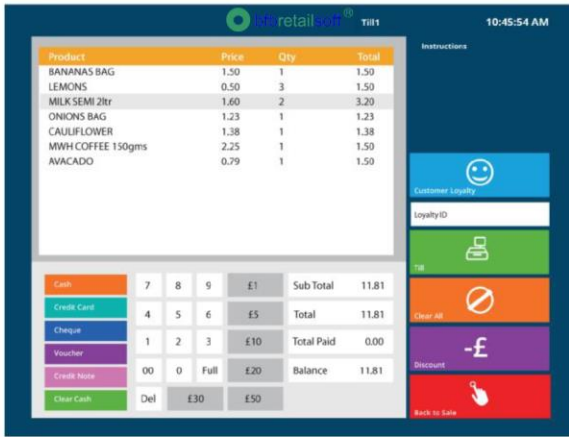 bfbretailsoft® Till1 10:45:54 AM
Instructions
Product Price Qty Total
BANANAS BAG 1.50 1 1.50
LEMONS 0.50 3 1.50
MILK SEMI 2ltr 1.60 2 3.20
ONIONS BAG 1.23 1 1.23
CAULIFLOWER 1.38 1 1.38
MWH COFFEE 150gms 2.25 1 1.50
AVACADO 0.79 1 1.50
Customer Loyalty
LoyaltyID
Till
Clear All
Discount
Back to Sale
Cash 7 8 9 £1 Sub Total 11.81
Credit Card 4 5 6 £5 Total 11.81
Cheque 1 2 3 £10 Total Paid 0.00
Voucher 00 0 Full £20 Balance 11.81
Credit Note
Clear Cash Del £30 £50
-£